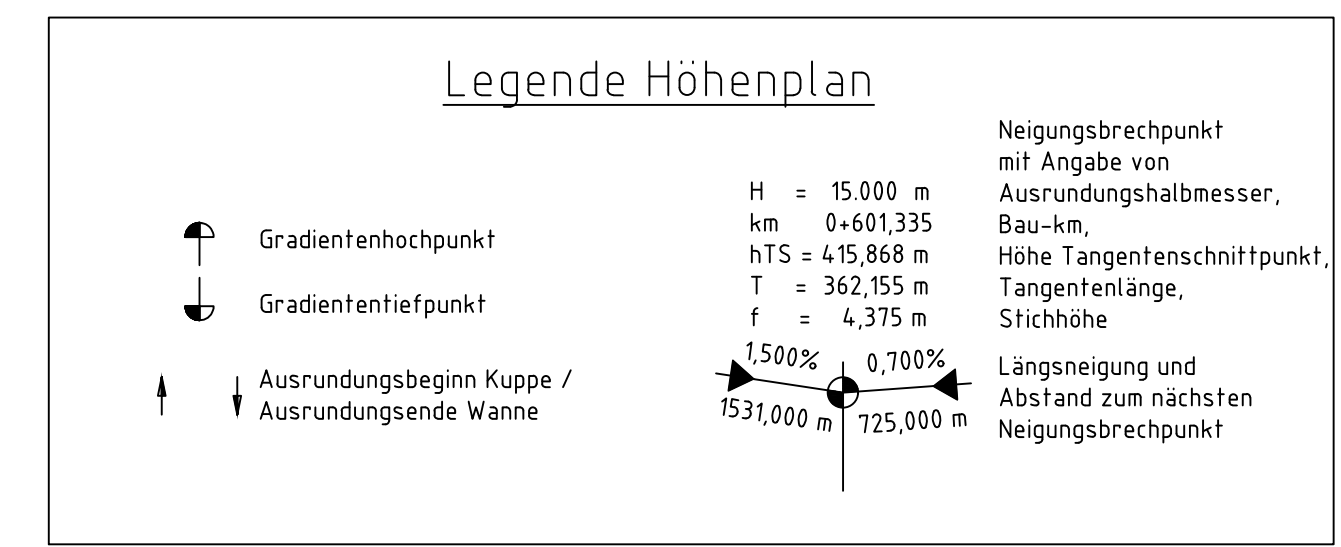 Legende Höhenplan
Gradientenhochpunkt
Gradiententiefpunkt
Ausrundungsbeginn Kuppe /
Ausrundungsende Wanne
H = 15.000 m
km 0+601,335
hTS = 415,868 m
T = 362,155 m
f = 4,375 m
Neigungsbrechpunkt
mit Angabe von
Ausrundungshalbmesser,
Bau-km,
Höhe Tangentenschnittpunkt,
Tangentenlänge,
Stichhöhe
1,500% 0,700%
1531,000 m 725,000 m
Längsneigung und
Abstand zum nächsten
Neigungsbrechpunkt